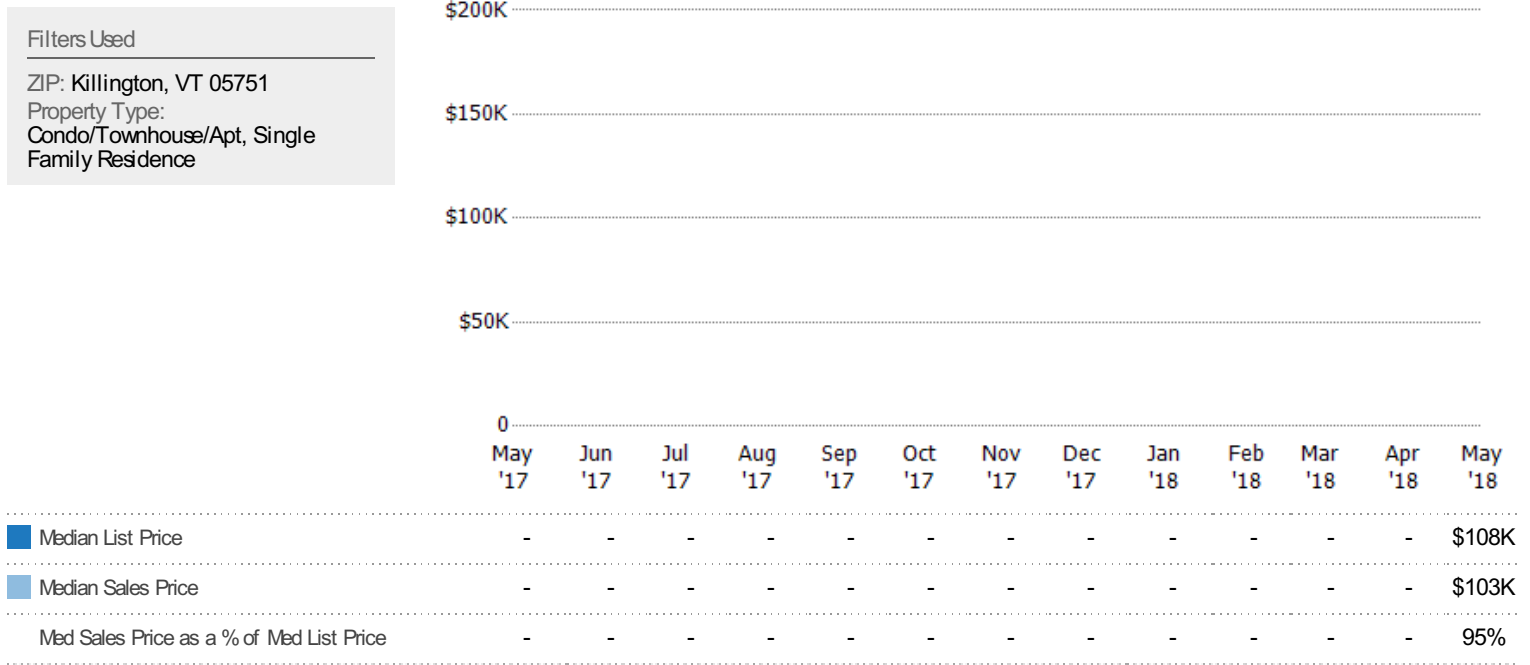 Filters Used
ZIP: Killington, VT 05751
Property Type:
Condo/Townhouse/Apt, Single
Family Residence
$200K
$150K
$100K
$50K
0
May Jun Jul Aug Sep Oct Nov Dec Jan Feb Mar Apr May
'17 '17 '17 '17 '17 '17 '17 '17 '18 '18 '18 '18 '18
Median List Price - - - - - - - - - - - - $108K
Median Sales Price - - - - - - - - - - - - $103K
Med Sales Price as a % of Med List Price - - - - - - - - - - - - 95%